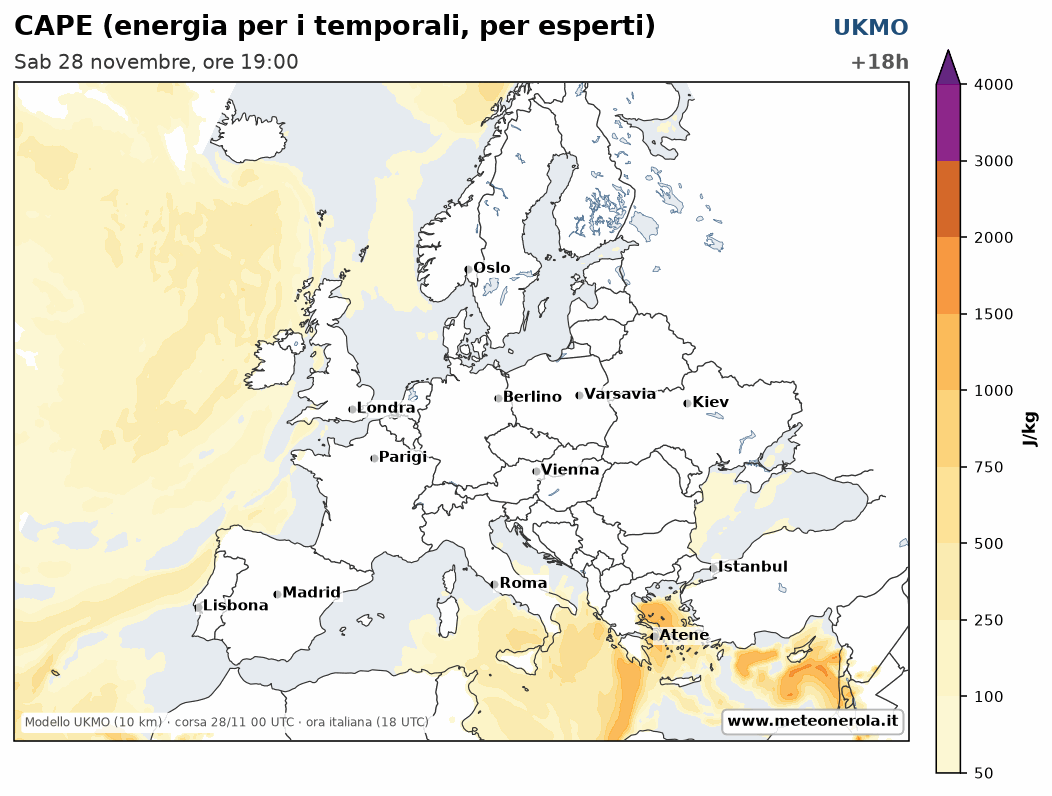 CAPE (energia per i temporali, per esperti)
UKMO
Sab 28 novembre, ore 19:00
+18h
4000
3000
2000
1500
1000
750
500
250
100
50
J/kg
Oslo
Berlino
Varsavia
Kiev
Londra
Parigi
Vienna
Istanbul
Roma
Madrid
Lisbona
Atene
Modello UKMO (10 km) · corsa 28/11 00 UTC · ora italiana (18 UTC)
www.meteonerola.it